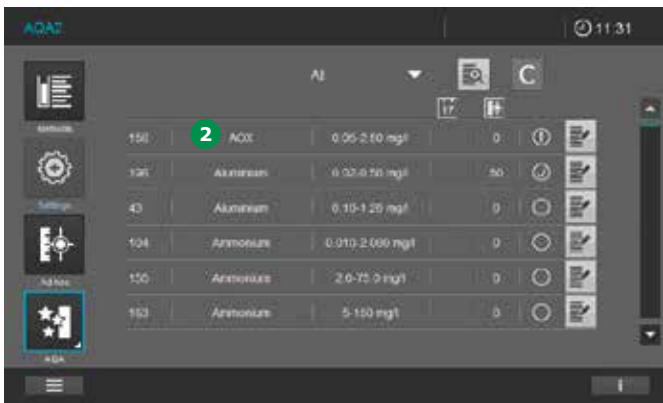 AQA2 11:31
All C
Methods
156 2 AOX 0.05-2.50 mg/l 0
196 Aluminium 0.02-0.50 mg/l 50
Settings
43 Aluminium 0.10-1.20 mg/l 0
104 Ammonium 0.010-2.000 mg/l 0
Ad hoc
155 Ammonium 2.0-75.0 mg/l 0
163 Ammonium 5-150 mg/l 0
AQA
i